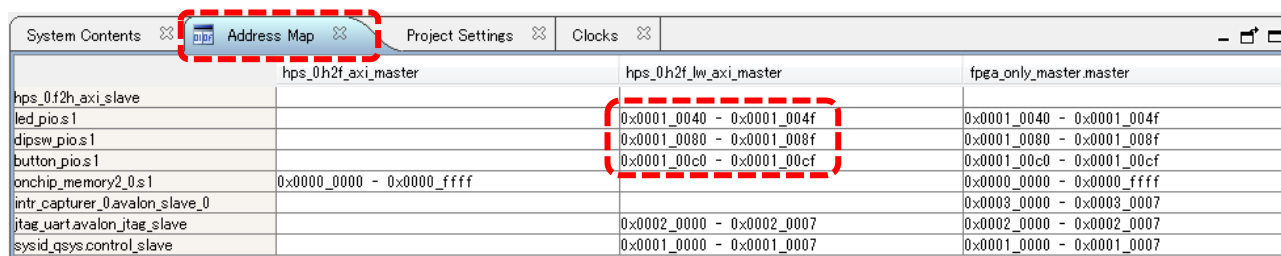 System Contents Address Map Project Settings Clocks
hps_0.h2f_axi_master hps_0.h2f_lw_axi_master fpga_only_master.master
hps_0.f2h_axi_slave
led_pio.s1 0x0001_0040 - 0x0001_004f 0x0001_0040 - 0x0001_004f
dipsw_pio.s1 0x0001_0080 - 0x0001_008f 0x0001_0080 - 0x0001_008f
button_pio.s1 0x0001_00c0 - 0x0001_00cf 0x0001_00c0 - 0x0001_00cf
onchip_memory2_0.s1 0x0000_0000 - 0x0000_ffff 0x0000_0000 - 0x0000_ffff
intr_capturer_0.avalon_slave_0 0x0003_0000 - 0x0003_0007
jtag_uart.avalon_jtag_slave 0x0002_0000 - 0x0002_0007 0x0002_0000 - 0x0002_0007
sysid_qsys.control_slave 0x0001_0000 - 0x0001_0007 0x0001_0000 - 0x0001_0007